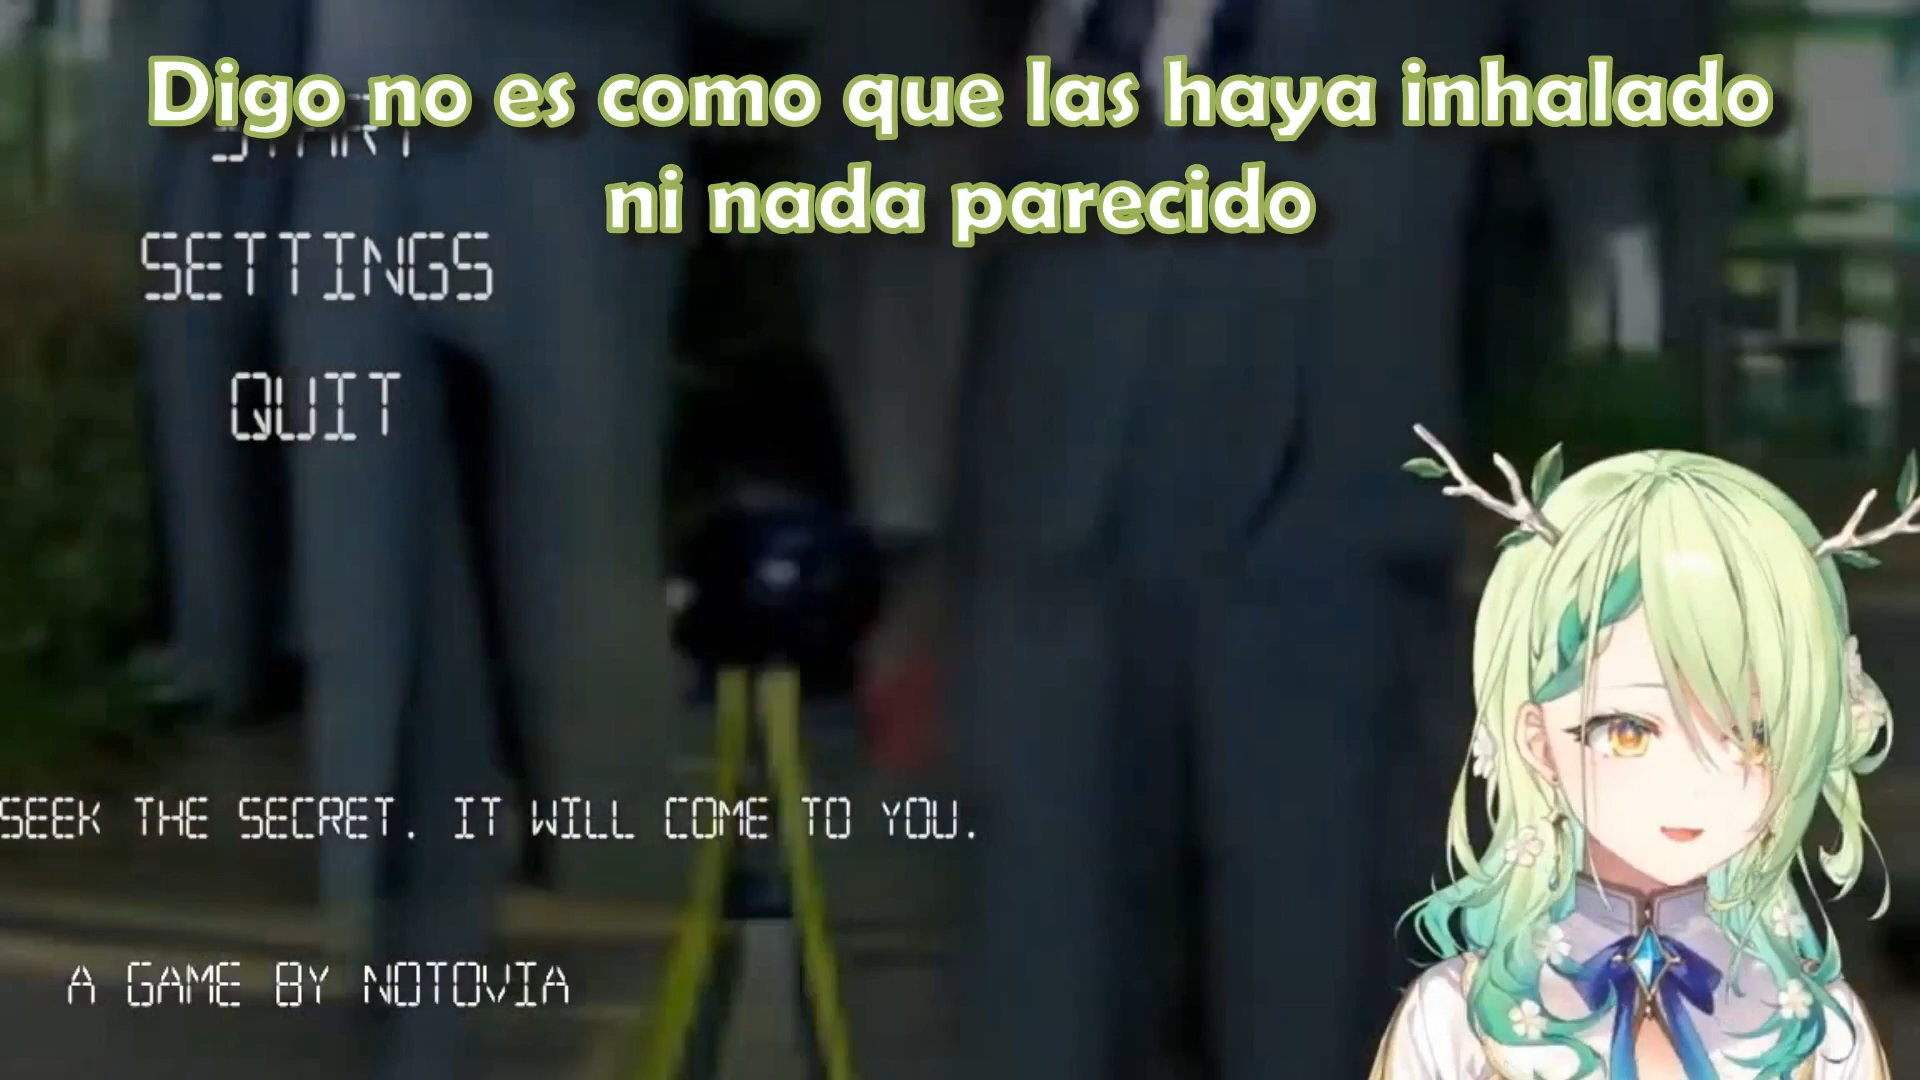 Digo no es como que las haya inhalado
ni nada parecido
START
SETTINGS
QUIT
SEEK THE SECRET. IT WILL COME TO YOU.
A GAME BY NOTOVIA